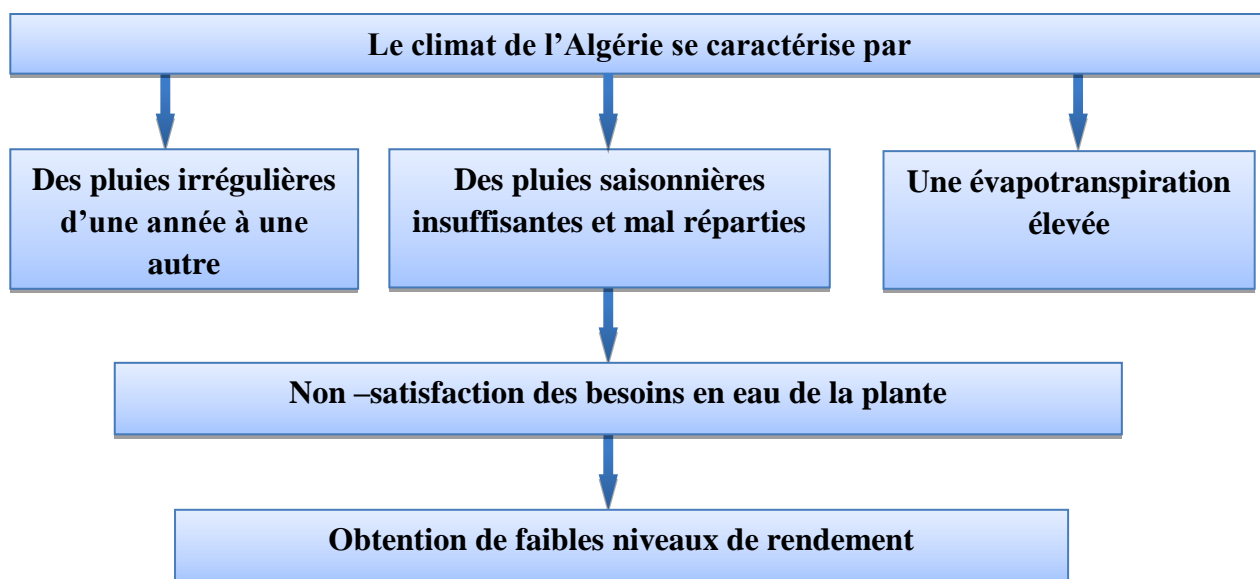 Le climat de l’Algérie se caractérise par
Des pluies irrégulières
d’une année à une
autre
Des pluies saisonnières
insuffisantes et mal réparties
Une évapotranspiration
élevée
Non –satisfaction des besoins en eau de la plante
Obtention de faibles niveaux de rendement